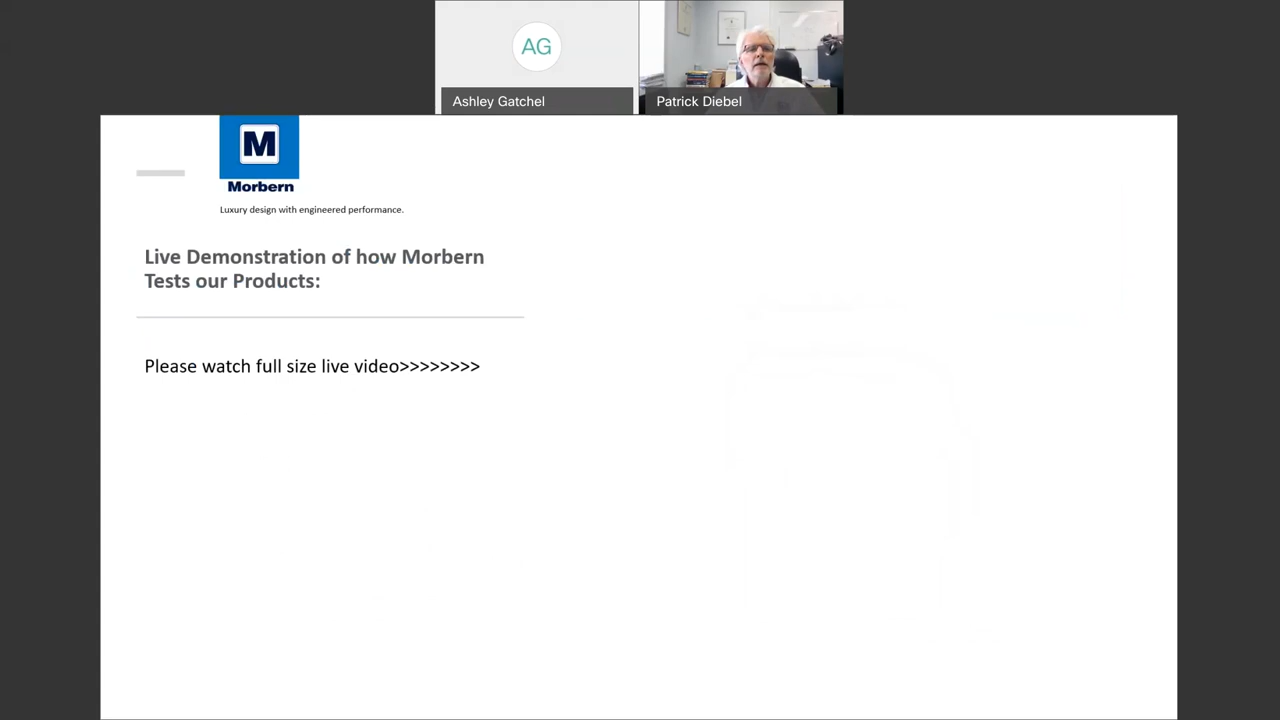 AG
Ashley Gatchel
Patrick Diebel
M
Morbern
Luxury design with engineered performance.
Live Demonstration of how Morbern
Tests our Products:
Please watch full size live video>>>>>>>>